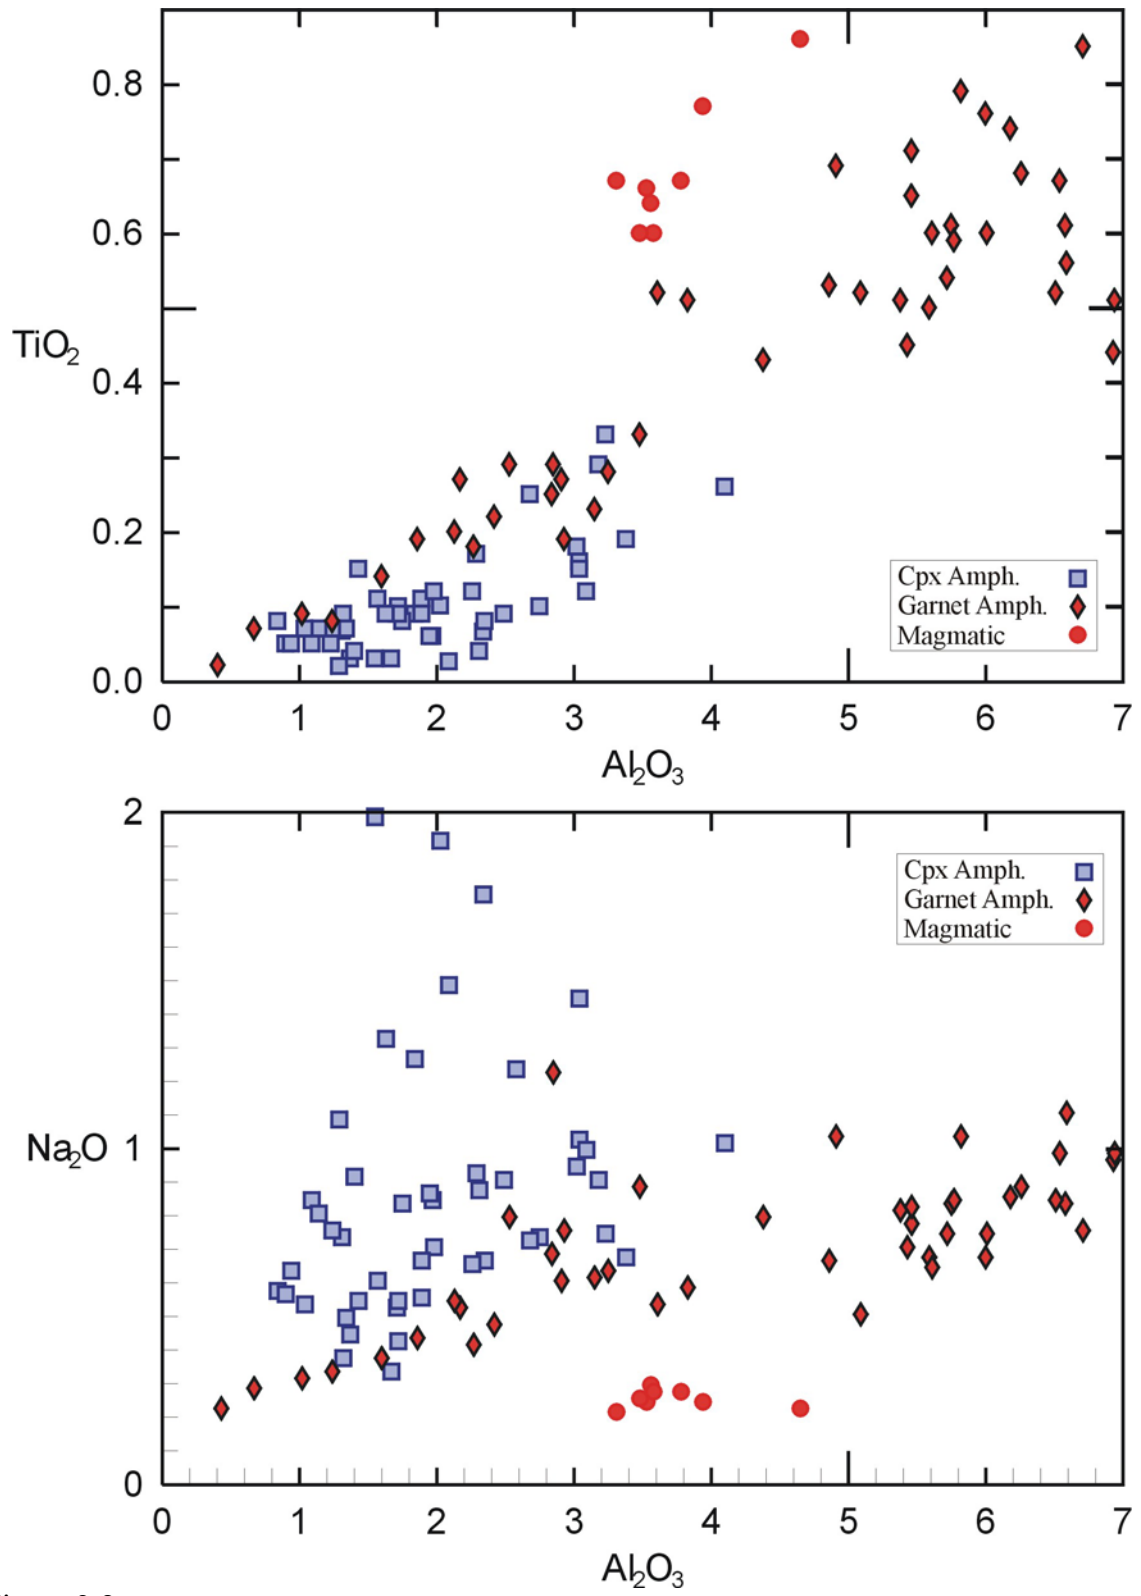 0.8
0.6
TiO2
0.4
0.2
0.0
Cpx Amph.
Garnet Amph.
Magmatic
0 1 2 3 4 5 6 7
Al2O3
2
Cpx Amph.
Garnet Amph.
Magmatic
Na2O
1
0
0 1 2 3 4 5 6 7
Al2O3